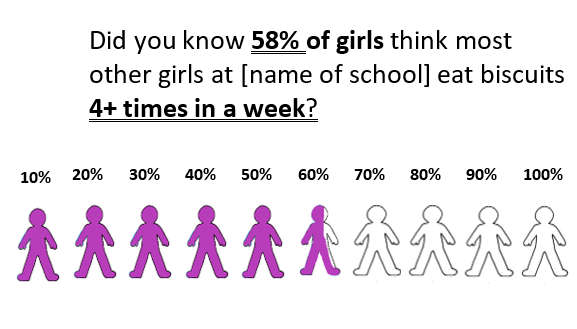 Did you know 58% of girls think most
other girls at [name of school] eat biscuits
4+ times in a week?
10% 20% 30% 40% 50% 60% 70% 80% 90% 100%